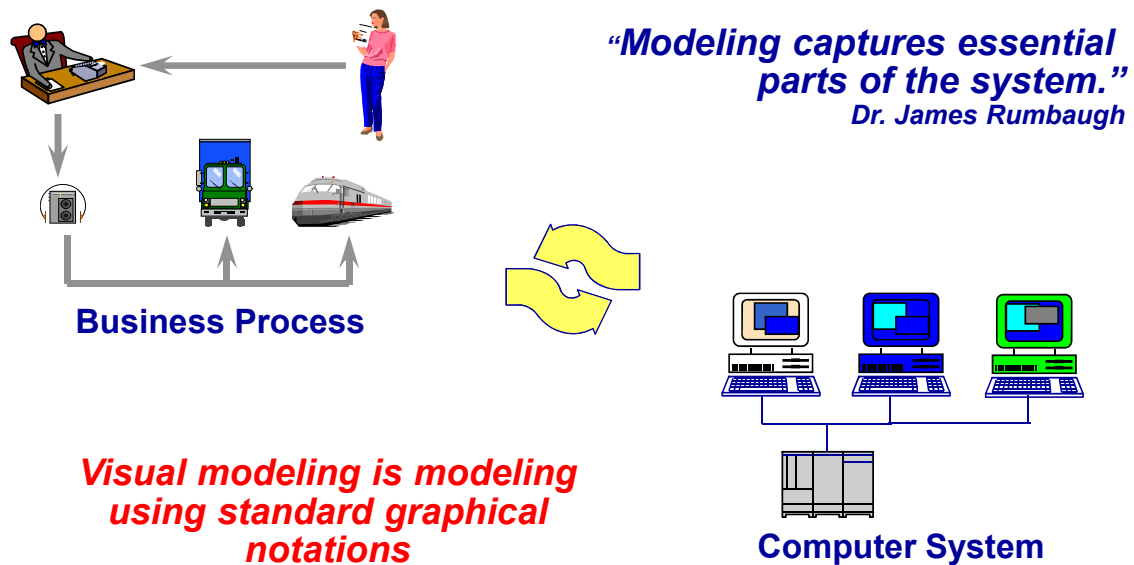 “Modeling captures essential
parts of the system.”
Dr. James Rumbaugh
Business Process
Visual modeling is modeling
using standard graphical
notations
Computer System